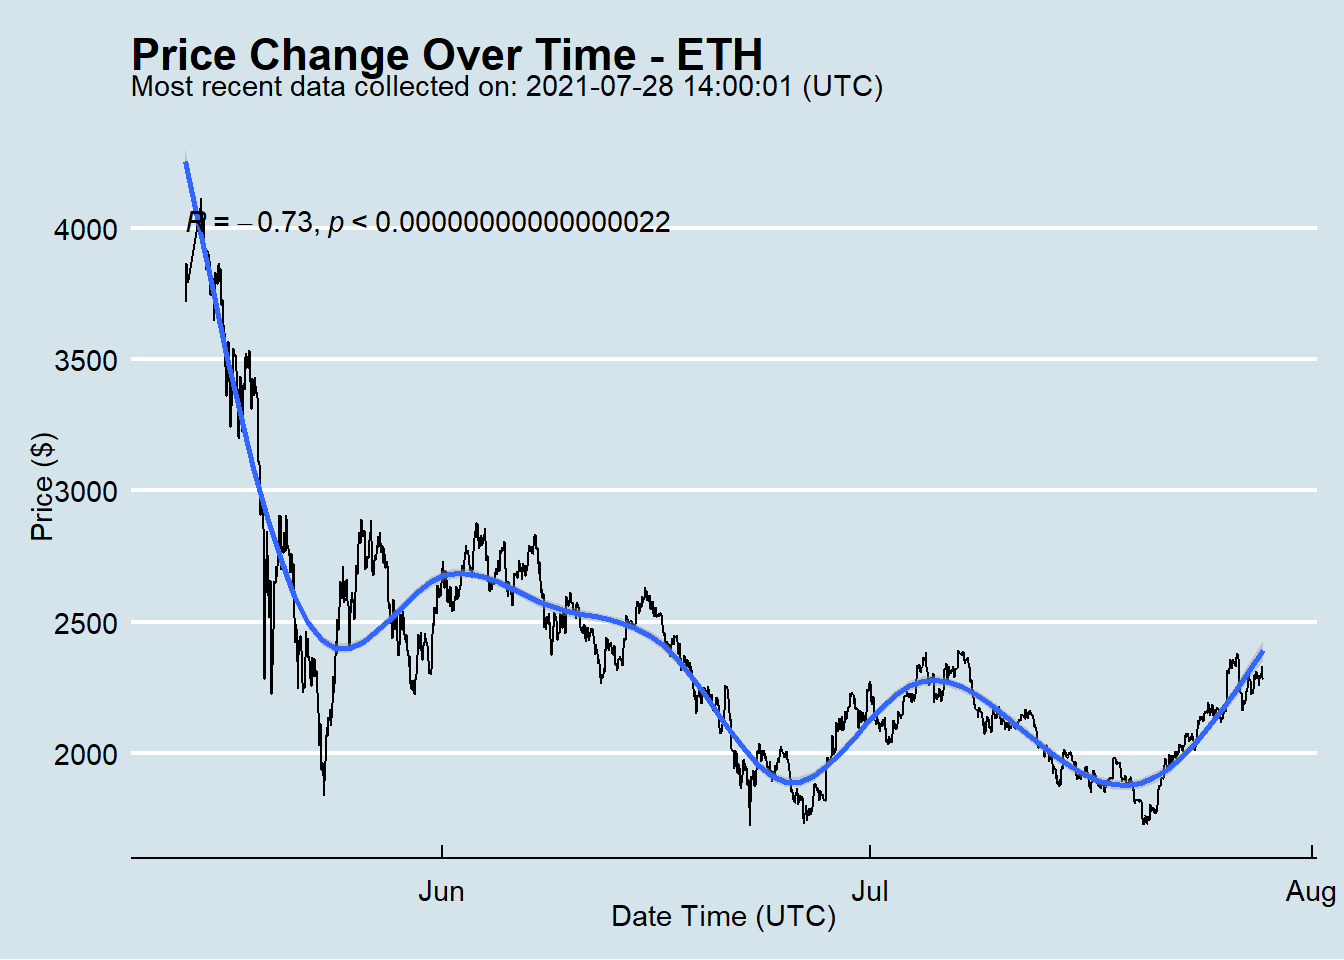 Price Change Over Time - ETH
Most recent data collected on: 2021-07-28 14:00:01 (UTC)
R = −0.73, p < 0.00000000000000022
4000
3500
3000
2500
2000
Price ($)
Jun
Jul
Aug
Date Time (UTC)